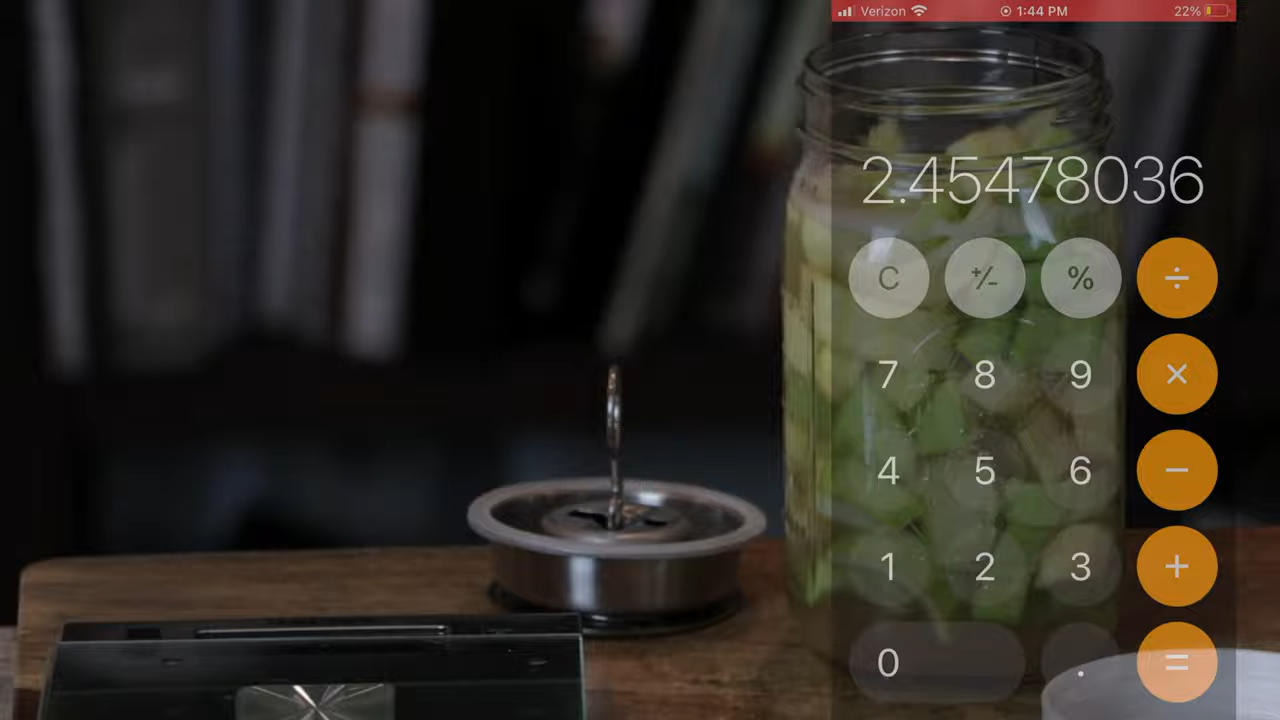 Verizon 1:44 PM 22%
2.45478036
C +/- % ÷
7 8 9 ×
4 5 6 −
1 2 3 +
0 . =